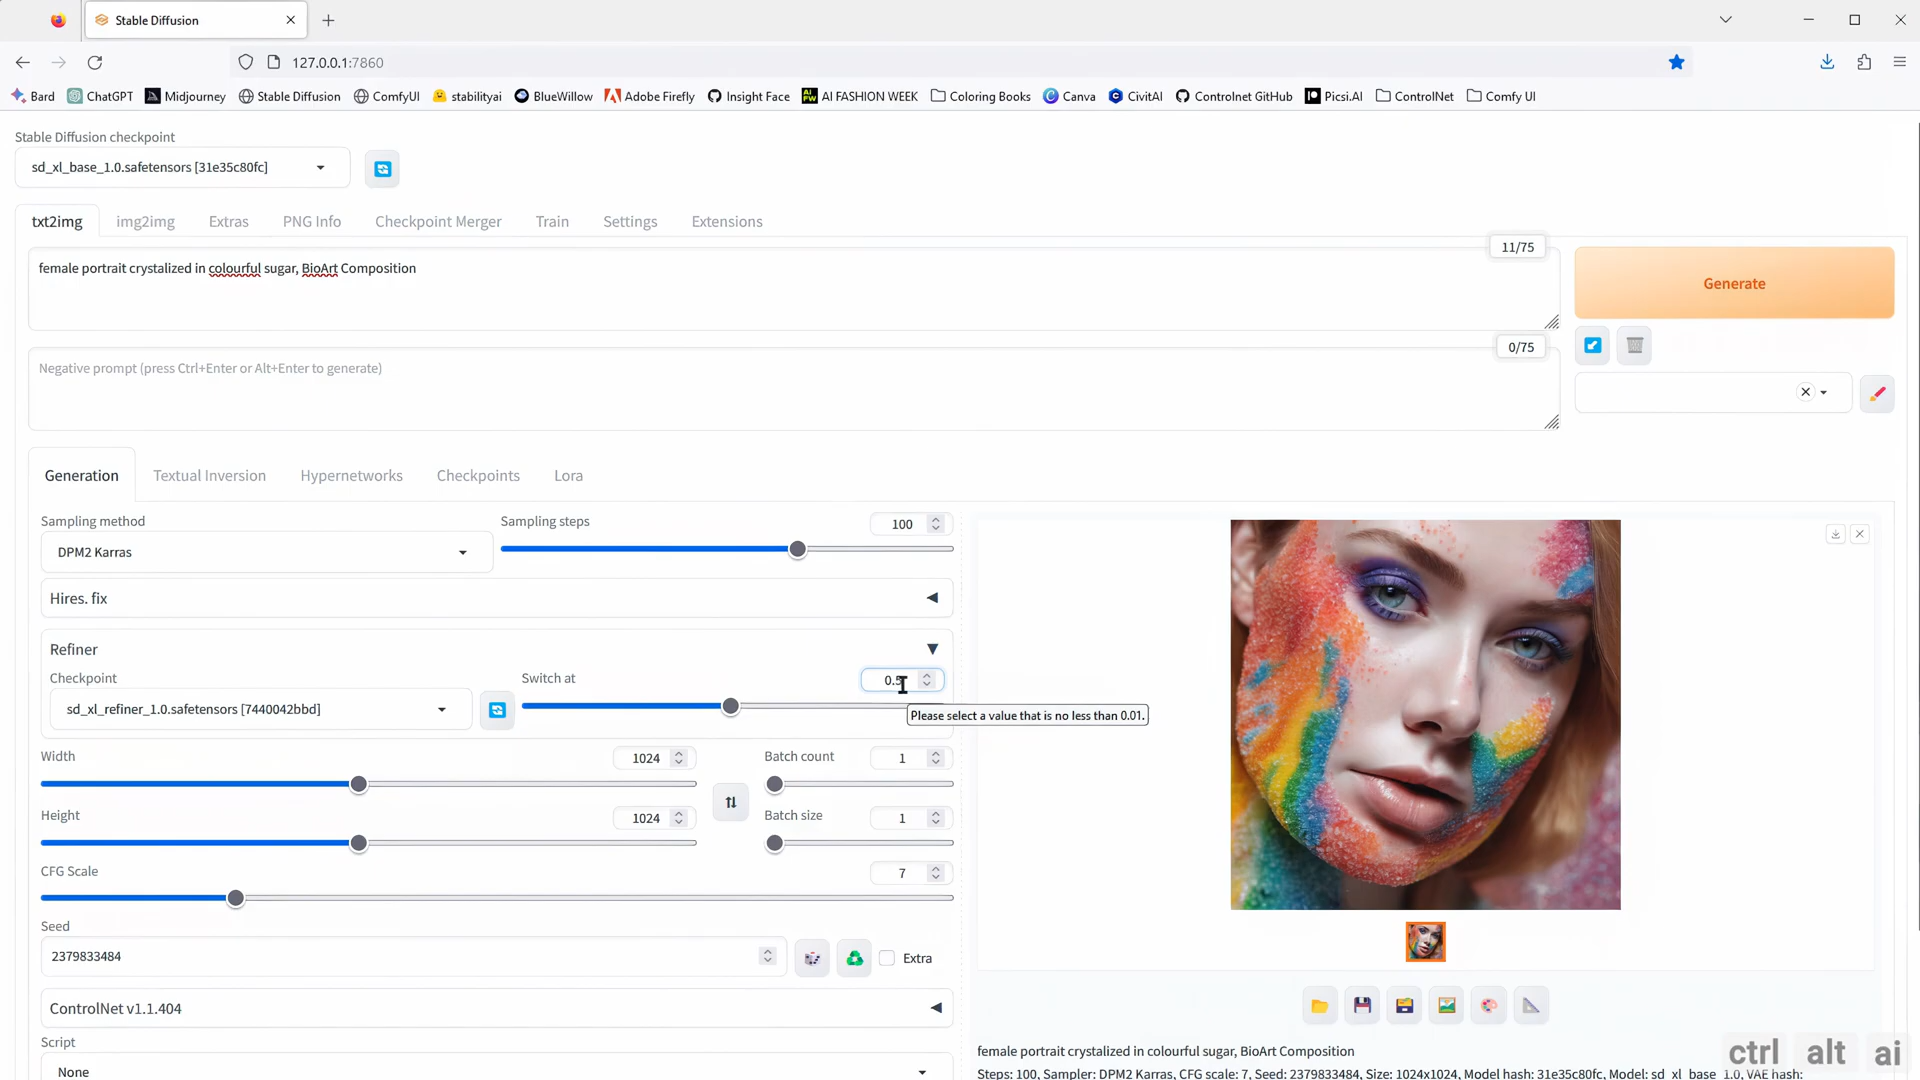 Stable Diffusion
127.0.0.1:7860
Bard ChatGPT Midjourney Stable Diffusion ComfyUI stabilityai BlueWillow Adobe Firefly Insight Face AI FASHION WEEK Coloring Books Canva CivitAI Controlnet GitHub Picsi.AI ControlNet Comfy UI
Stable Diffusion checkpoint
sd_xl_base_1.0.safetensors [31e35c80fc]
txt2img img2img Extras PNG Info Checkpoint Merger Train Settings Extensions
11/75
female portrait crystalized in colourful sugar, BioArt Composition
Generate
0/75
Negative prompt (press Ctrl+Enter or Alt+Enter to generate)
Generation Textual Inversion Hypernetworks Checkpoints Lora
Sampling method Sampling steps 100
DPM2 Karras
Hires. fix
Refiner
Checkpoint Switch at 0.5
sd_xl_refiner_1.0.safetensors [7440042bbd]
Please select a value that is no less than 0.01.
Width 1024 Batch count 1
Height 1024 Batch size 1
CFG Scale 7
Seed
2379833484 Extra
ControlNet v1.1.404
Script
None
female portrait crystalized in colourful sugar, BioArt Composition
Steps: 100, Sampler: DPM2 Karras, CFG scale: 7, Seed: 2379833484, Size: 1024x1024, Model hash: 31e35c80fc, Model: sd_xl_base_1.0, VAE hash:
ctrl alt ai